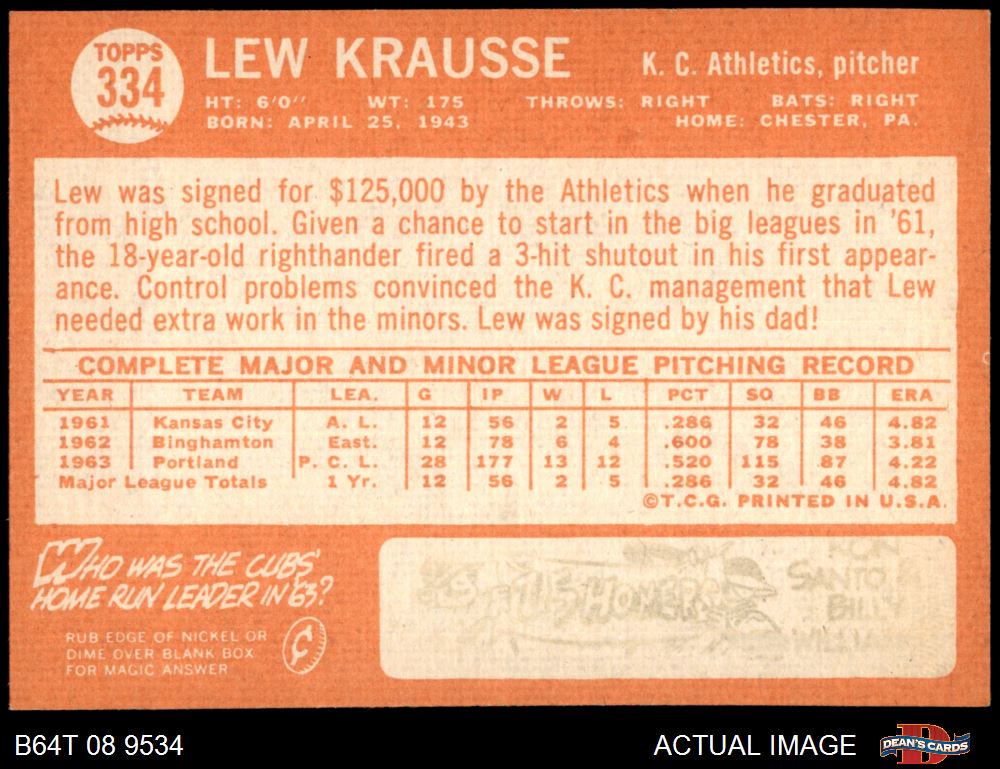 TOPPS
334
LEW KRAUSSE
K. C. Athletics, pitcher
HT: 6'0" WT: 175 THROWS: RIGHT BATS: RIGHT
BORN: APRIL 25, 1943 HOME: CHESTER, PA.
Lew was signed for $125,000 by the Athletics when he graduated
from high school. Given a chance to start in the big leagues in '61,
the 18-year-old righthander fired a 3-hit shutout in his first appear-
ance. Control problems convinced the K. C. management that Lew
needed extra work in the minors. Lew was signed by his dad!
COMPLETE MAJOR AND MINOR LEAGUE PITCHING RECORD
YEAR TEAM LEA. G IP W L PCT SO BB ERA
1961 Kansas City A. L. 12 56 2 5 .286 32 46 4.82
1962 Binghamton East. 12 78 6 4 .600 78 38 3.81
1963 Portland P. C. L. 28 177 13 12 .520 115 87 4.22
Major League Totals 1 Yr. 12 56 2 5 .286 32 46 4.82
©T.C.G. PRINTED IN U.S.A.
WHO WAS THE CUBS'
HOME RUN LEADER IN 63?
RUB EDGE OF NICKEL OR
DIME OVER BLANK BOX
FOR MAGIC ANSWER
RON
SANTO
BILLY
B64T 08 9534
ACTUAL IMAGE
DEAN'S CARDS